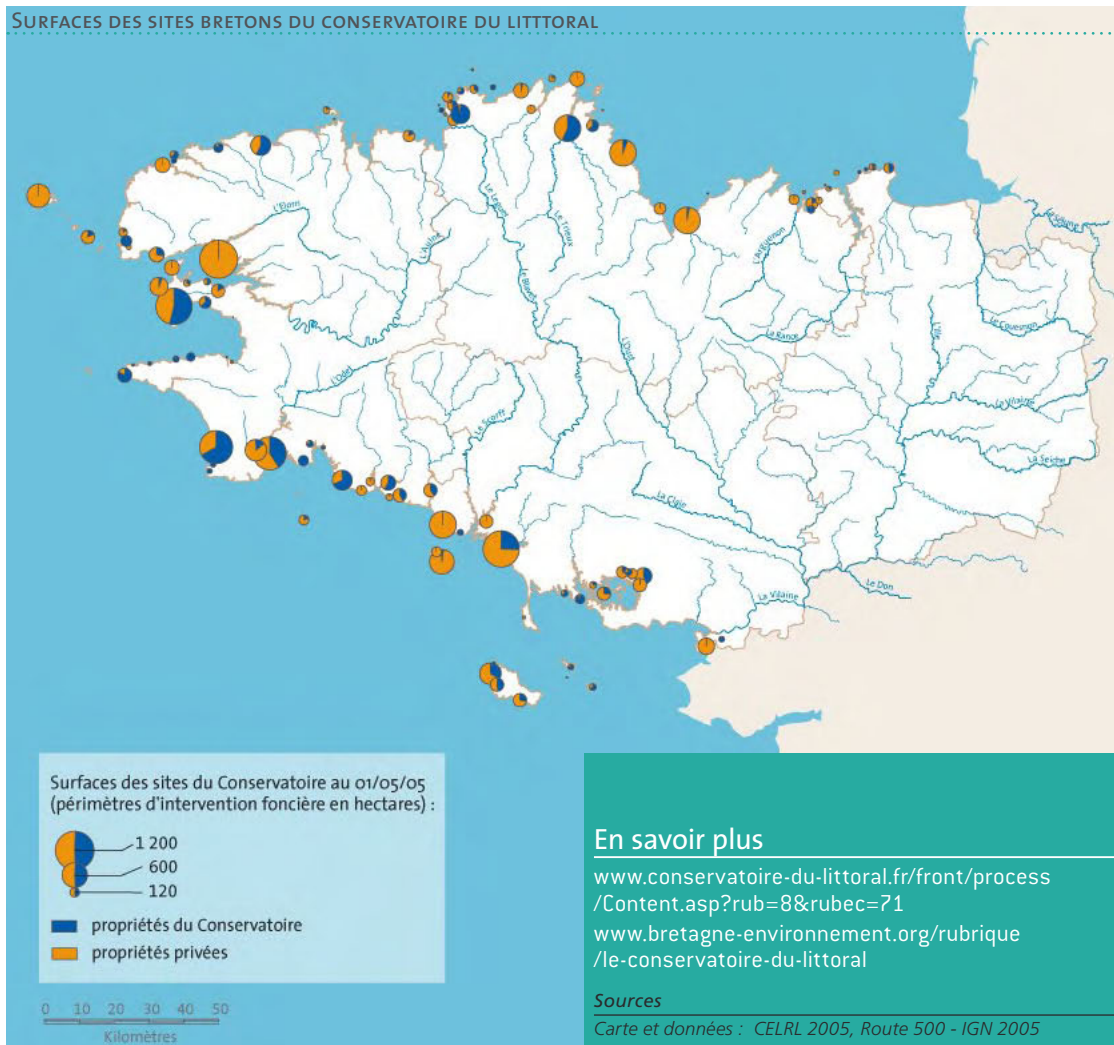 SURFACES DES SITES BRETONS DU CONSERVATOIRE DU LITTTORAL
L'Elorn
L'Aulne
Le Leguer
Le Trieux
Le Blavet
L'Arguenon
La Rance
L'Oust
L'Odet
Le Scorff
La Claie
L'Ille
Le Couesnon
La Vilaine
La Seiche
Le Don
La Vilaine
Surfaces des sites du Conservatoire au 01/05/05
(périmètres d'intervention foncière en hectares) :
1 200
600
120
propriétés du Conservatoire
propriétés privées
0 10 20 30 40 50
Kilomètres
En savoir plus
www.conservatoire-du-littoral.fr/front/process
/Content.asp?rub=8&rubec=71
www.bretagne-environnement.org/rubrique
/le-conservatoire-du-littoral
Sources
Carte et données : CELRL 2005, Route 500 - IGN 2005